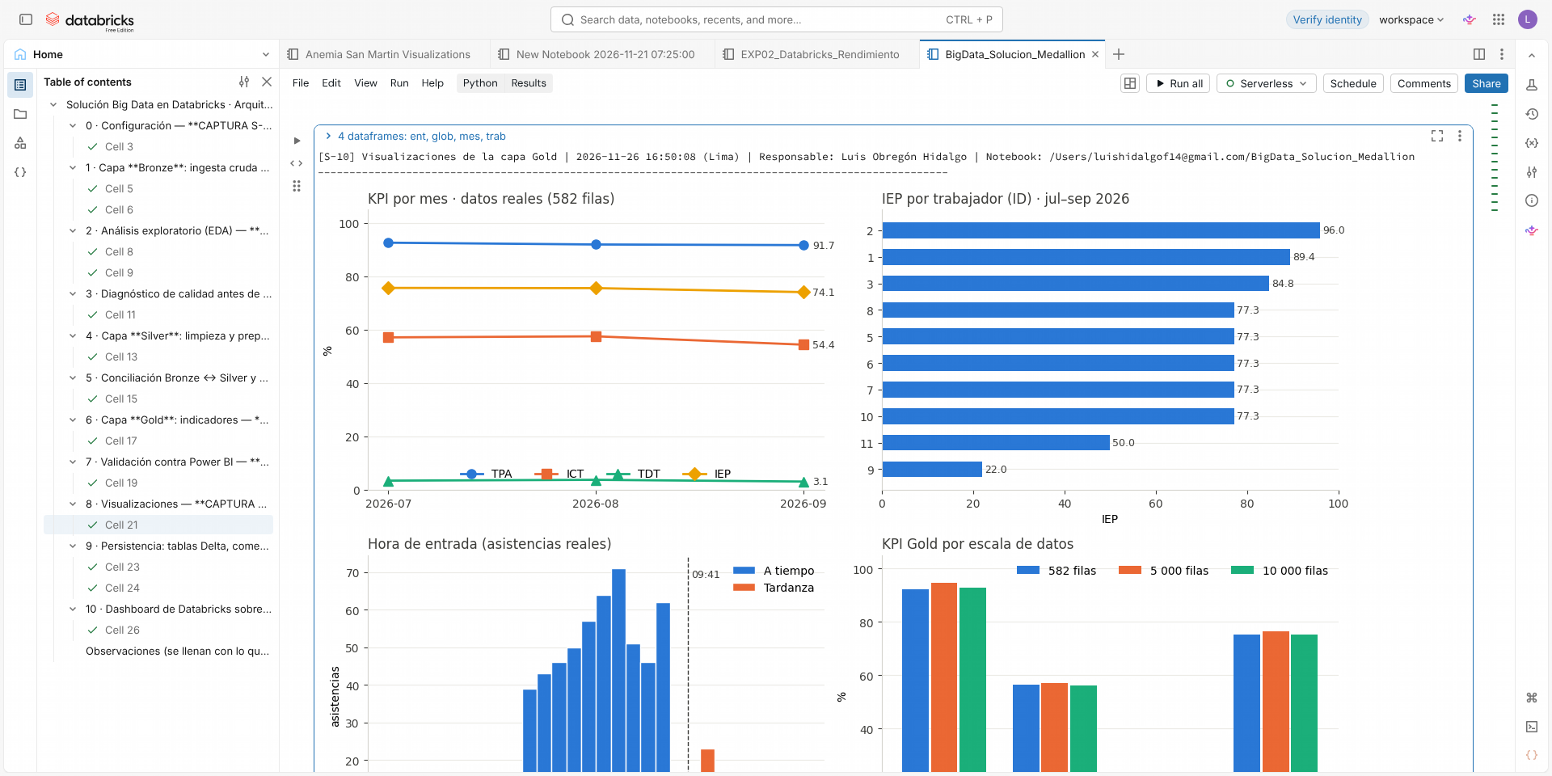 databricks
Free Edition
Search data, notebooks, recents, and more...
CTRL + P
Verify identity
workspace
L
Home
Anemia San Martin Visualizations
New Notebook 2026-11-21 07:25:00
EXP02_Databricks_Rendimiento
BigData_Solucion_Medallion
Table of contents
File Edit View Run Help Python Results
Run all
Serverless
Schedule
Comments
Share
Solución Big Data en Databricks · Arquit...
0 · Configuración — **CAPTURA S-...
Cell 3
1 · Capa **Bronze**: ingesta cruda ...
Cell 5
Cell 6
2 · Análisis exploratorio (EDA) — **...
Cell 8
Cell 9
3 · Diagnóstico de calidad antes de ...
Cell 11
4 · Capa **Silver**: limpieza y prep...
Cell 13
5 · Conciliación Bronze <-> Silver y ...
Cell 15
6 · Capa **Gold**: indicadores — *...
Cell 17
7 · Validación contra Power BI — **...
Cell 19
8 · Visualizaciones — **CAPTURA ...
Cell 21
9 · Persistencia: tablas Delta, come...
Cell 23
Cell 24
10 · Dashboard de Databricks sobre...
Cell 26
Observaciones (se llenan con lo qu...
4 dataframes: ent, glob, mes, trab
[S-10] Visualizaciones de la capa Gold | 2026-11-26 16:50:08 (Lima) | Responsable: Luis Obregón Hidalgo | Notebook: /Users/luishidalgof14@gmail.com/BigData_Solucion_Medallion
KPI por mes · datos reales (582 filas)
100
80
60
40
20
0
%
91.7
74.1
54.4
3.1
TPA ICT TDT IEP
2026-07 2026-08 2026-09
IEP por trabajador (ID) · jul–sep 2026
2 96.0
1 89.4
3 84.8
8 77.3
5 77.3
6 77.3
7 77.3
10 77.3
11 50.0
9 22.0
0 20 40 60 80 100
IEP
Hora de entrada (asistencias reales)
70
60
50
40
30
20
asistencias
09:41
A tiempo
Tardanza
KPI Gold por escala de datos
100
80
60
40
%
582 filas 5 000 filas 10 000 filas